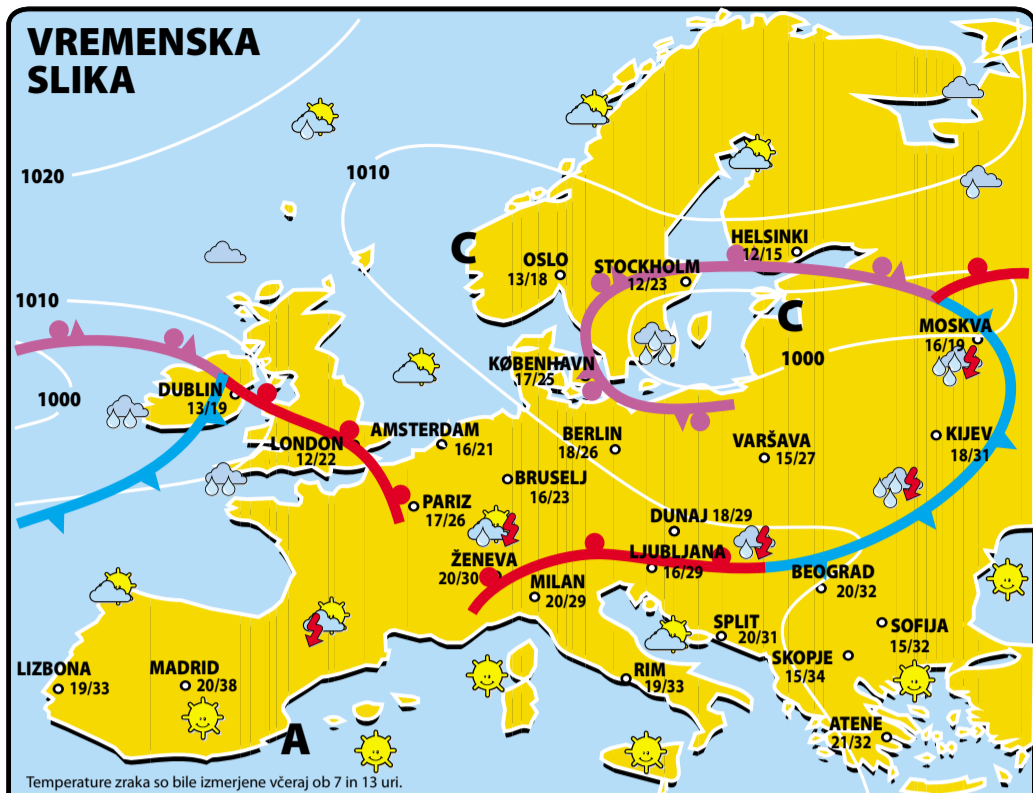 VREMENSKA
SLIKA
1020
1010
1010
1000
C
OSLO
13/18
STOCKHOLM
12/23
HELSINKI
12/15
C
1000
MOSKVA
16/19
KØBENHAVN
17/25
DUBLIN
13/19
LONDON
12/22
AMSTERDAM
16/21
BERLIN
18/26
VARŠAVA
15/27
KIJEV
18/31
BRUSELJ
16/23
PARIZ
17/26
DUNAJ 18/29
ŽENEVA
20/30
MILAN
20/29
LJUBLJANA
16/29
BEOGRAD
20/32
SPLIT
20/31
SOFIJA
15/32
SKOPJE
15/34
LIZBONA
19/33
MADRID
20/38
RIM
19/33
ATENE
21/32
A
Temperature zraka so bile izmerjene včeraj ob 7 in 13 uri.